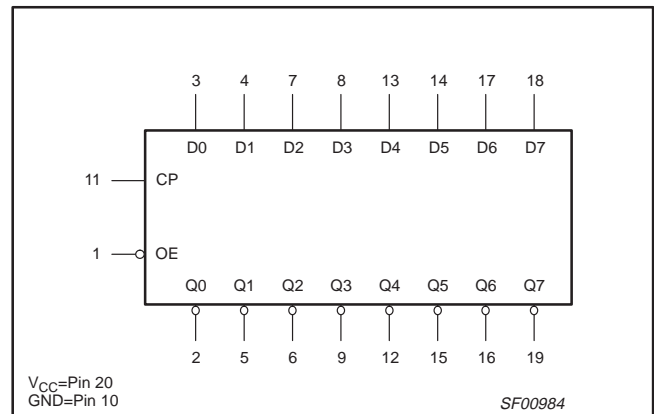 3 4 7 8 13 14 17 18
D0 D1 D2 D3 D4 D5 D6 D7
11 CP
1 OE
Q0 Q1 Q2 Q3 Q4 Q5 Q6 Q7
2 5 6 9 12 15 16 19
VCC=Pin 20
GND=Pin 10
SF00984